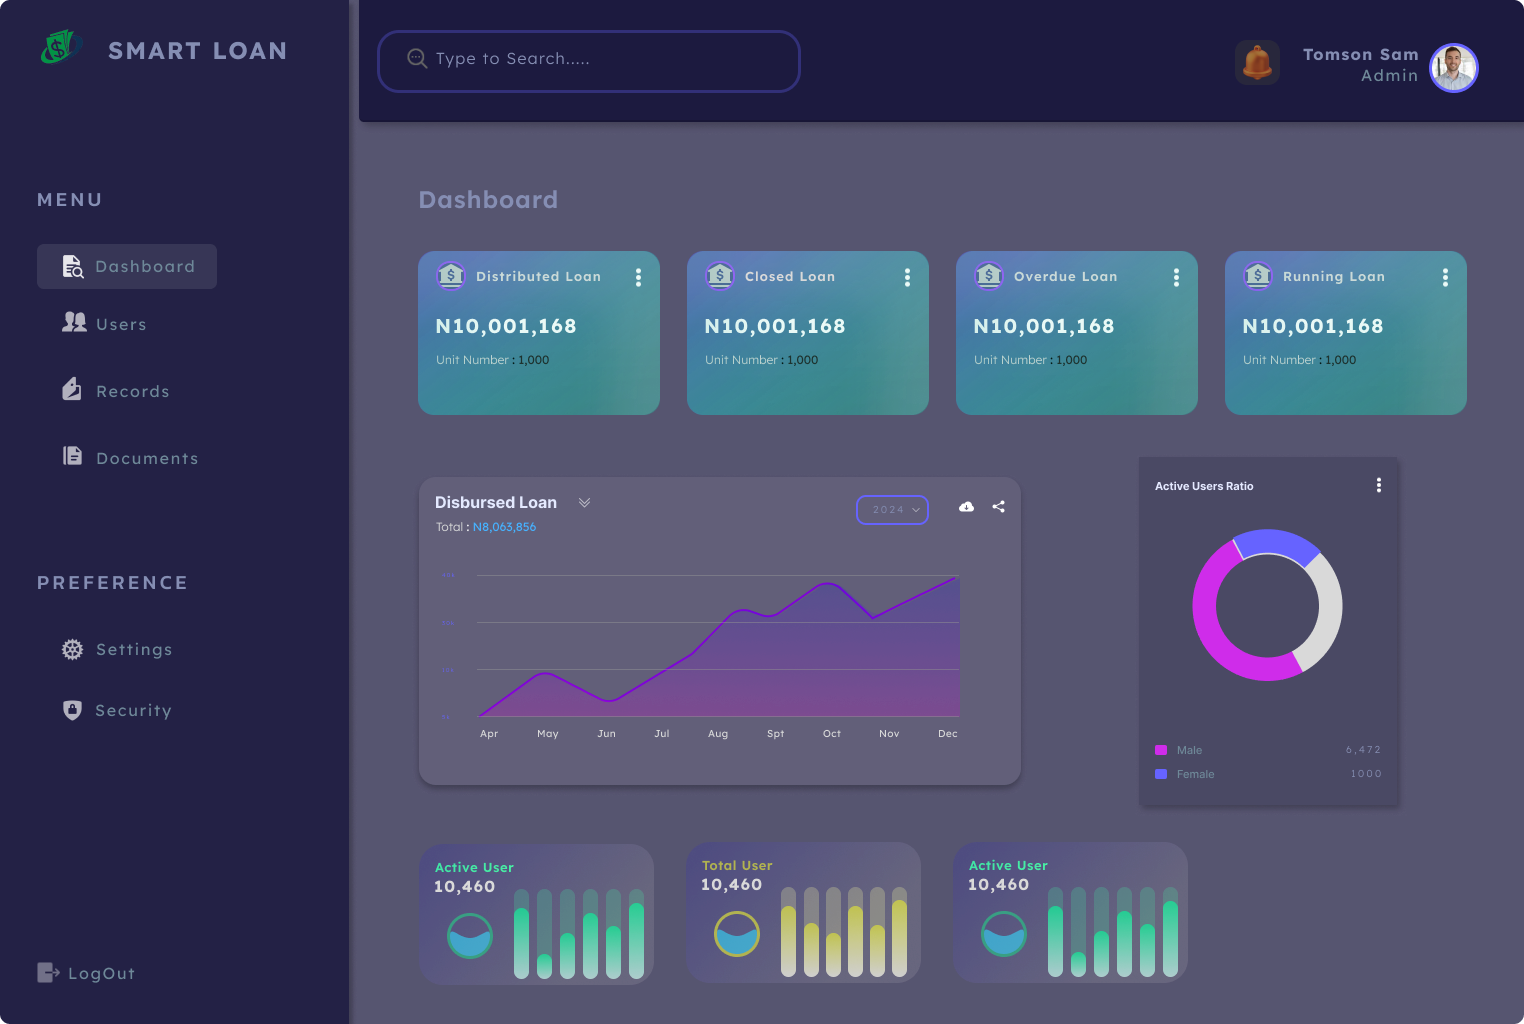 SMART LOAN
Type to Search.....
Tomson Sam
Admin
MENU
Dashboard
Users
Records
Documents
PREFERENCE
Settings
Security
LogOut
Dashboard
Distributed Loan
N10,001,168
Unit Number : 1,000
Closed Loan
N10,001,168
Unit Number : 1,000
Overdue Loan
N10,001,168
Unit Number : 1,000
Running Loan
N10,001,168
Unit Number : 1,000
Disbursed Loan
Total : N8,063,856
2024
Apr May Jun Jul Aug Spt Oct Nov Dec
Active Users Ratio
Male 6,472
Female 1000
Active User
10,460
Total User
10,460
Active User
10,460